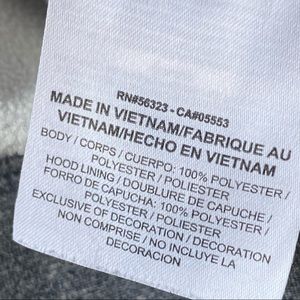 RN#56323 - CA#05553
MADE IN VIETNAM/FABRIQUE AU
VIETNAM/HECHO EN VIETNAM
BODY / CORPS / CUERPO: 100% POLYESTER /
POLYESTER / POLIESTER
HOOD LINING / DOUBLURE DE CAPUCHE /
FORRO DE CAPUCHA: 100% POLYESTER /
POLYESTER / POLIESTER
EXCLUSIVE OF DECORATION / DECORATION
NON COMPRISE / NO INCLUYE LA
DECORACION